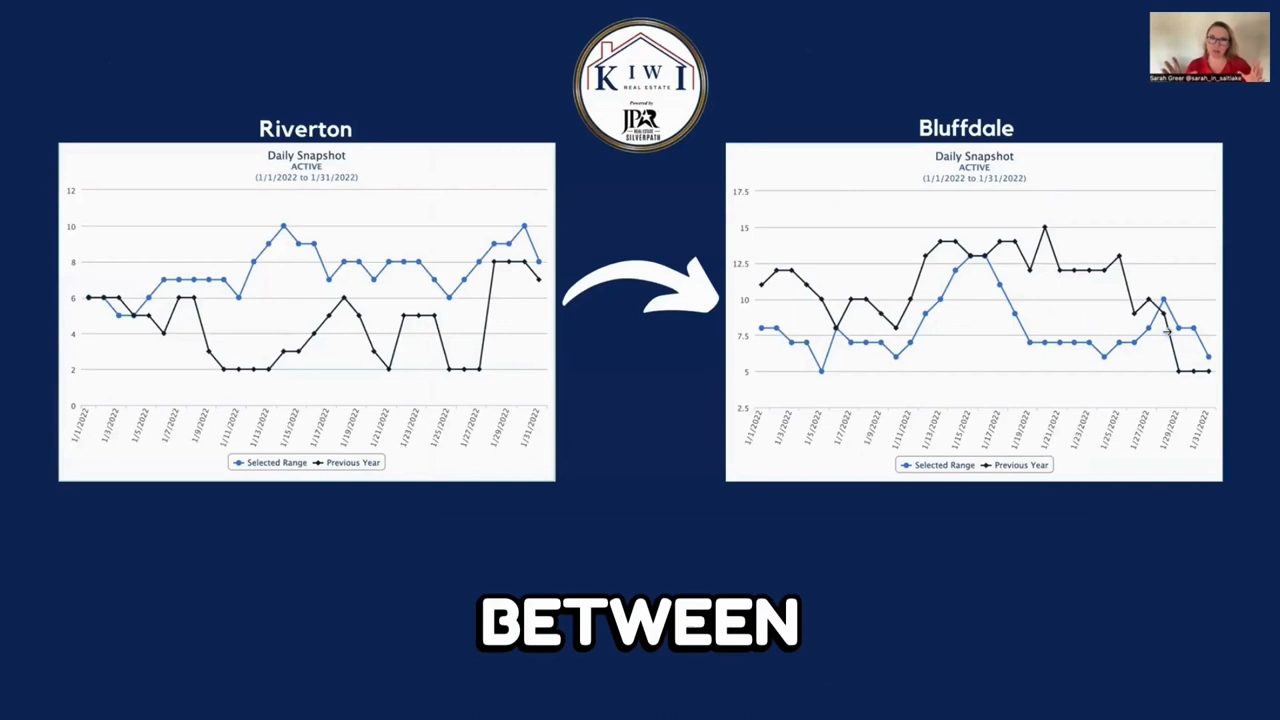 KIWI
REAL ESTATE
Powered by
JPAR
REAL ESTATE
SILVERPATH
Sarah Greer @sarah_in_saltlake
Riverton
Daily Snapshot
ACTIVE
(1/1/2022 to 1/31/2022)
12
10
8
6
4
2
0
1/1/2022
1/3/2022
1/5/2022
1/7/2022
1/9/2022
1/11/2022
1/13/2022
1/15/2022
1/17/2022
1/19/2022
1/21/2022
1/23/2022
1/25/2022
1/27/2022
1/29/2022
1/31/2022
Selected Range Previous Year
Bluffdale
Daily Snapshot
ACTIVE
(1/1/2022 to 1/31/2022)
17.5
15
12.5
10
7.5
5
2.5
1/1/2022
1/3/2022
1/5/2022
1/7/2022
1/9/2022
1/11/2022
1/13/2022
1/15/2022
1/17/2022
1/19/2022
1/21/2022
1/23/2022
1/25/2022
1/27/2022
1/29/2022
1/31/2022
Selected Range Previous Year
BETWEEN